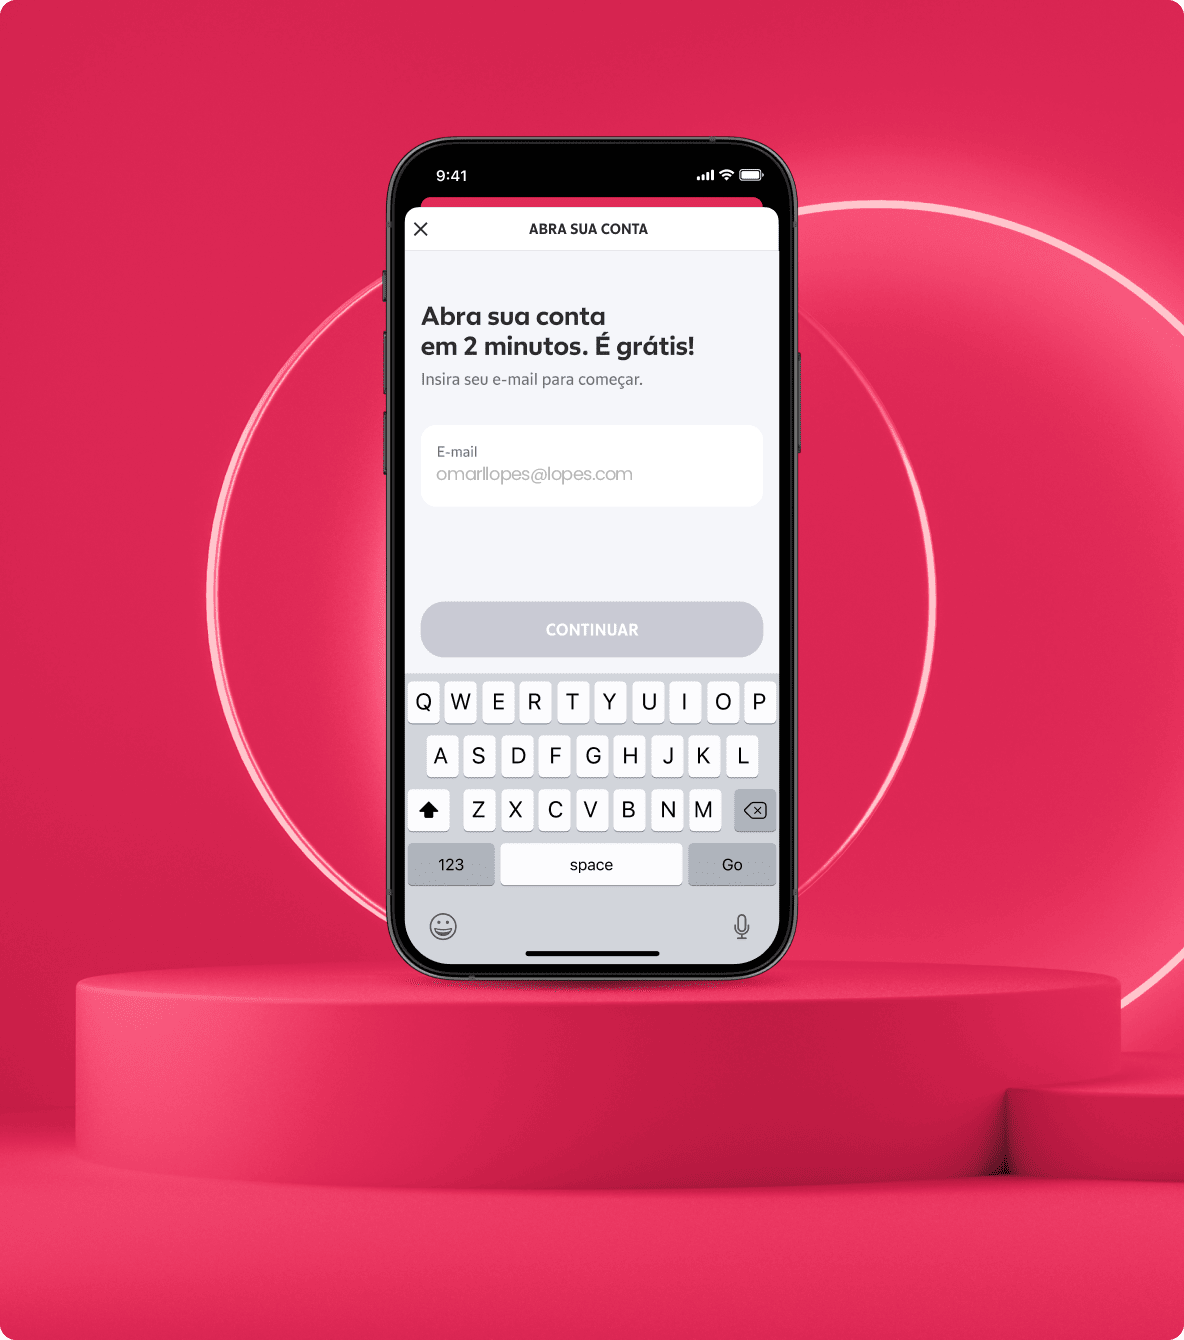 9:41
ABRA SUA CONTA
Abra sua conta
em 2 minutos. É grátis!
Insira seu e-mail para começar.
E-mail
omarllopes@lopes.com
CONTINUAR
Q W E R T Y U I O P
A S D F G H J K L
Z X C V B N M
123 space Go